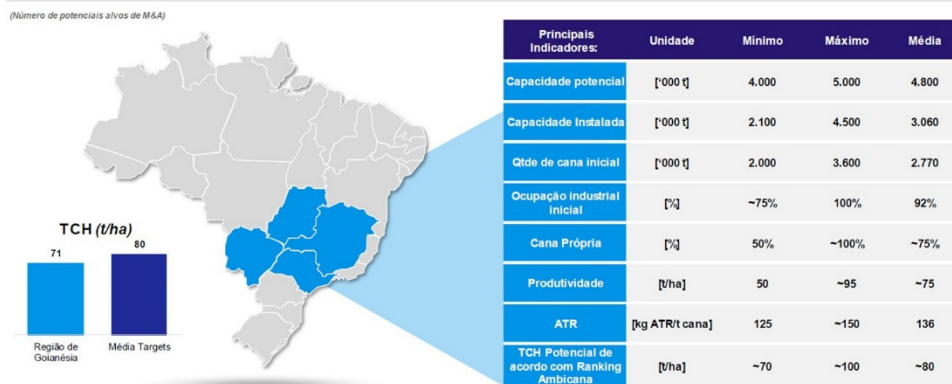 (Número de potenciais alvos de M&A)
TCH (t/ha)
71
80
Região de
Goianésia
Média Targets
Principais
Indicadores:
Unidade
Mínimo
Máximo
Média
Capacidade potencial
[‘000 t]
4.000
5.000
4.800
Capacidade Instalada
[‘000 t]
2.100
4.500
3.060
Qtde de cana inicial
[‘000 t]
2.000
3.600
2.770
Ocupação industrial
inicial
[%]
~75%
100%
92%
Cana Própria
[%]
50%
~100%
~75%
Produtividade
[t/ha]
50
~95
~75
ATR
[kg ATR/t cana]
125
~150
136
TCH Potencial de
acordo com Ranking
Ambicana
[t/ha]
~70
~100
~80